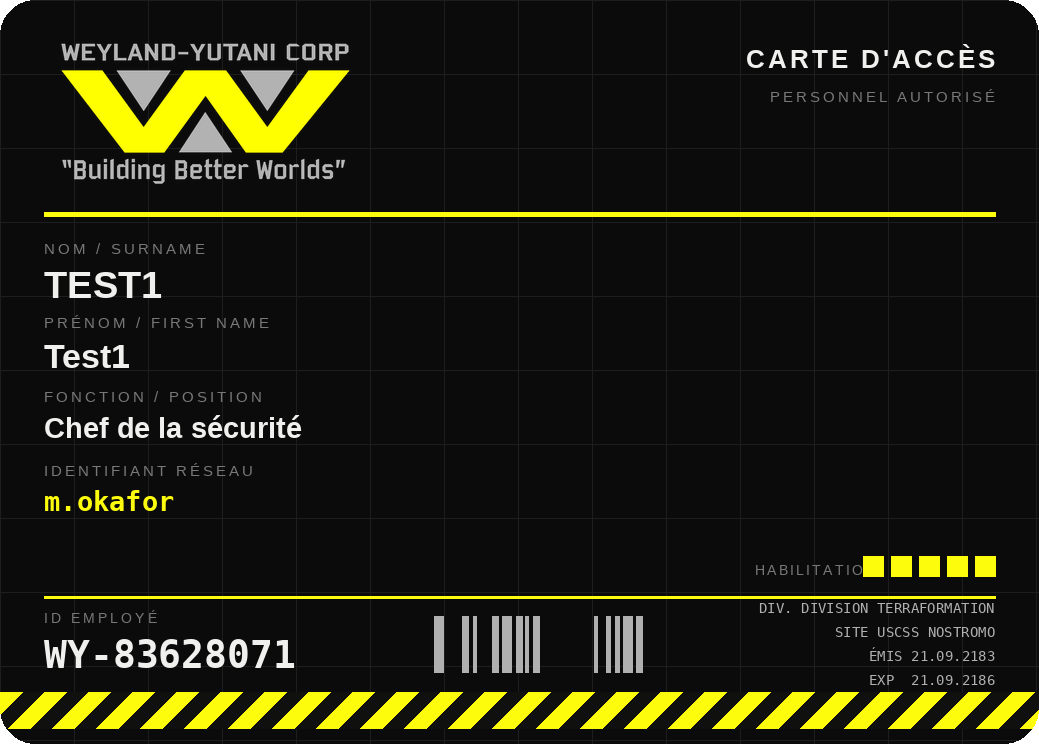 WEYLAND-YUTANI CORP
"Building Better Worlds"
CARTE D'ACCÈS
PERSONNEL AUTORISÉ
NOM / SURNAME
TEST1
PRÉNOM / FIRST NAME
Test1
FONCTION / POSITION
Chef de la sécurité
IDENTIFIANT RÉSEAU
m.okafor
HABILITATIO
ID EMPLOYÉ
WY-83628071
DIV. DIVISION TERRAFORMATION
SITE USCSS NOSTROMO
ÉMIS 21.09.2183
EXP 21.09.2186